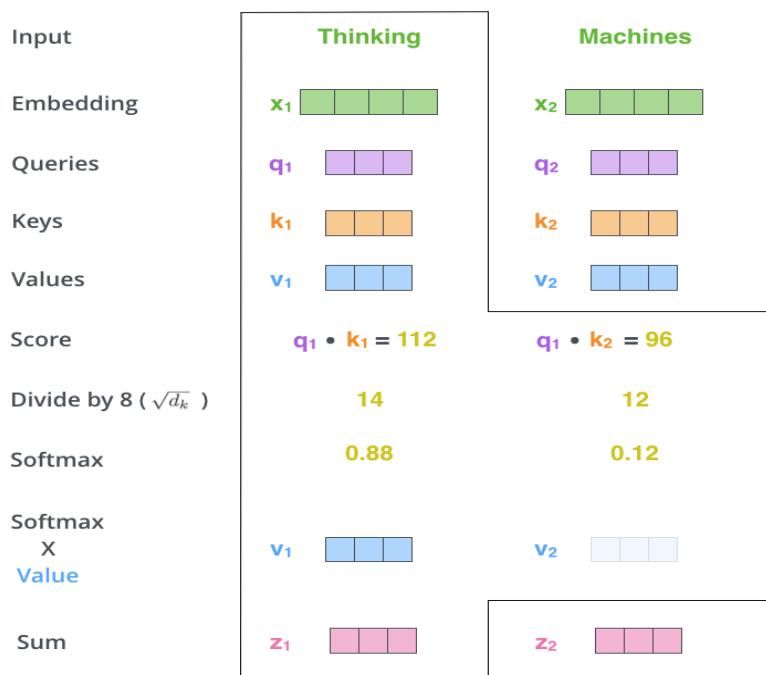 Input Thinking Machines
Embedding x₁ x₂
Queries q₁ q₂
Keys k₁ k₂
Values v₁ v₂
Score q₁ • k₁ = 112 q₁ • k₂ = 96
Divide by 8 ( √dₖ ) 14 12
Softmax 0.88 0.12
Softmax
X v₁ v₂
Value
Sum z₁ z₂